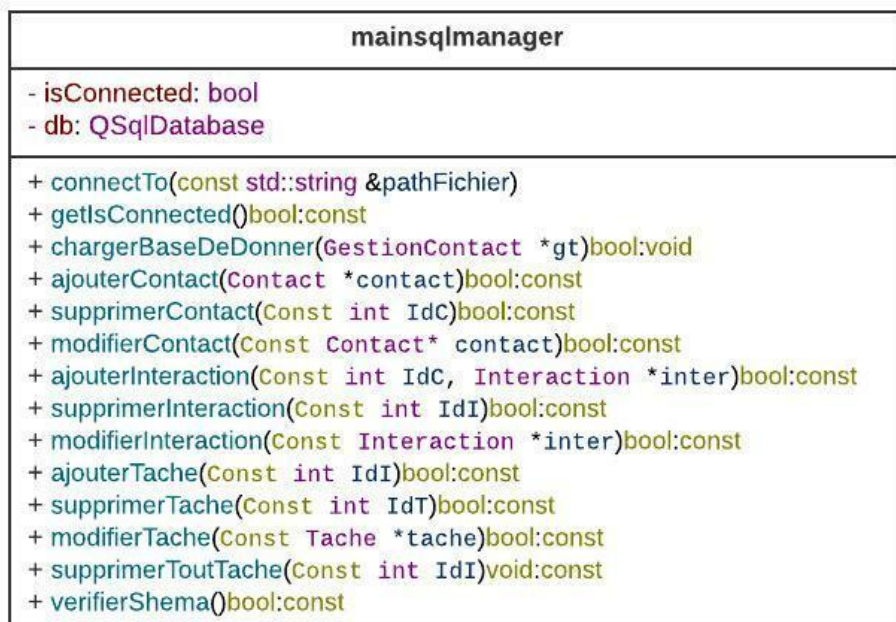 mainsqlmanager
- isConnected: bool
- db: QSqlDatabase
+ connectTo(const std::string &pathFichier)
+ getIsConnected()bool:const
+ chargerBaseDeDonner(GestionContact *gt)bool:void
+ ajouterContact(Contact *contact)bool:const
+ supprimerContact(Const int IdC)bool:const
+ modifierContact(Const Contact* contact)bool:const
+ ajouterInteraction(Const int IdC, Interaction *inter)bool:const
+ supprimerInteraction(Const int IdI)bool:const
+ modifierInteraction(Const Interaction *inter)bool:const
+ ajouterTache(Const int IdI)bool:const
+ supprimerTache(Const int IdT)bool:const
+ modifierTache(Const Tache *tache)bool:const
+ supprimerToutTache(Const int IdI)void:const
+ verifierShema()bool:const